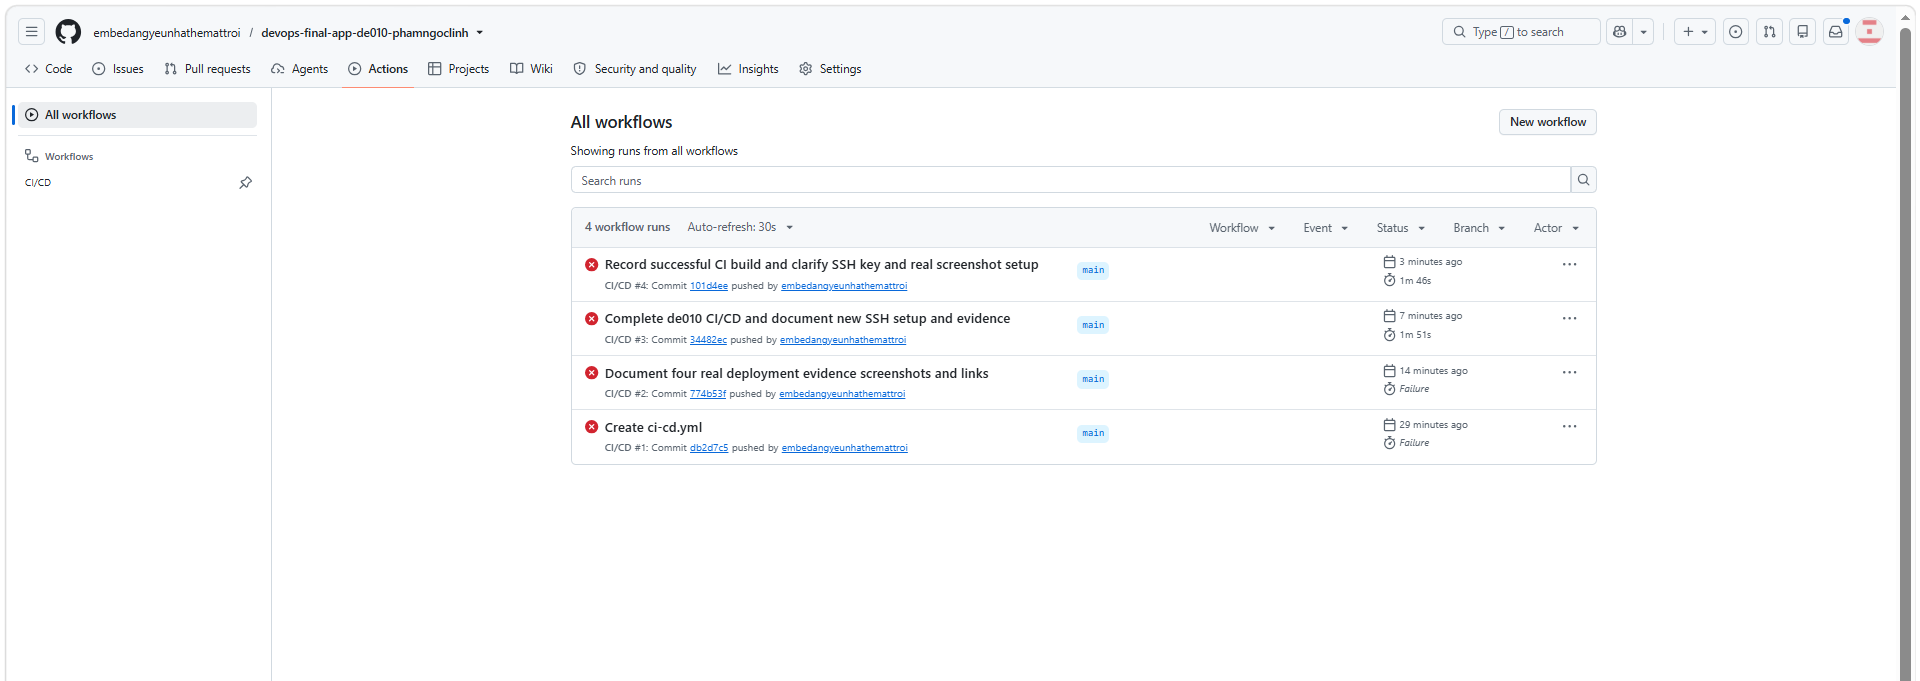 embedangyeunhathemattroi / devops-final-app-de010-phamngoclinh
Type / to search
Code Issues Pull requests Agents Actions Projects Wiki Security and quality Insights Settings
All workflows
Workflows
CI/CD
All workflows
New workflow
Showing runs from all workflows
Search runs
4 workflow runs Auto-refresh: 30s Workflow Event Status Branch Actor
Record successful CI build and clarify SSH key and real screenshot setup
CI/CD #4: Commit 101d4ee pushed by embedangyeunhathemattroi
main
3 minutes ago
1m 46s
Complete de010 CI/CD and document new SSH setup and evidence
CI/CD #3: Commit 34482ec pushed by embedangyeunhathemattroi
main
7 minutes ago
1m 51s
Document four real deployment evidence screenshots and links
CI/CD #2: Commit 774b53f pushed by embedangyeunhathemattroi
main
14 minutes ago
Failure
Create ci-cd.yml
CI/CD #1: Commit db2d7c5 pushed by embedangyeunhathemattroi
main
29 minutes ago
Failure